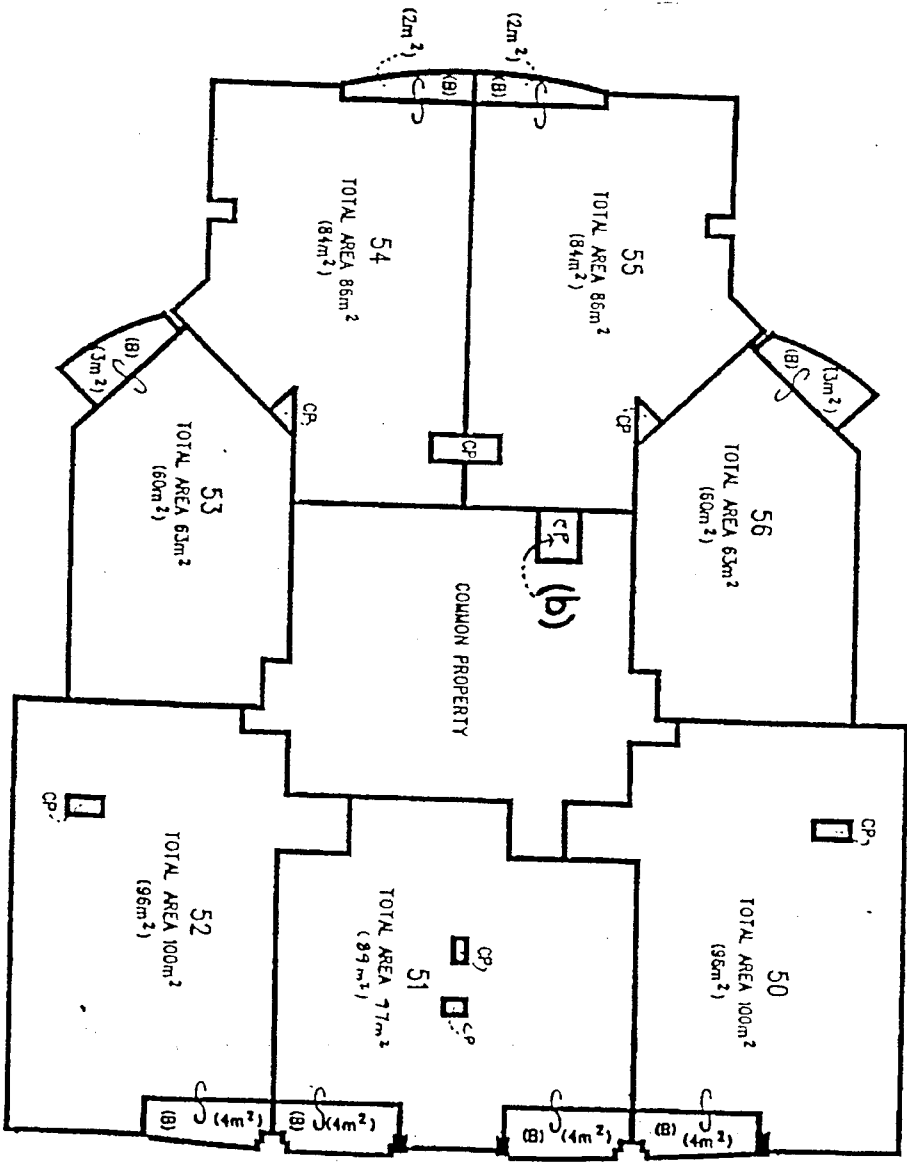 (2m²)
(2m²)
(B)
(B)
54
TOTAL AREA 86m²
(84m²)
55
TOTAL AREA 86m²
(84m²)
(B)
(3m²)
(B)
(3m²)
CP
CP
CP
53
TOTAL AREA 63m²
(60m²)
56
TOTAL AREA 63m²
(60m²)
CP
(b)
COMMON PROPERTY
CP
CP
52
TOTAL AREA 100m²
(96m²)
51
TOTAL AREA 97m²
(89m²)
CP
CP
50
TOTAL AREA 100m²
(96m²)
(B)
(4m²)
(B)
(4m²)
(B)
(4m²)
(B)
(4m²)